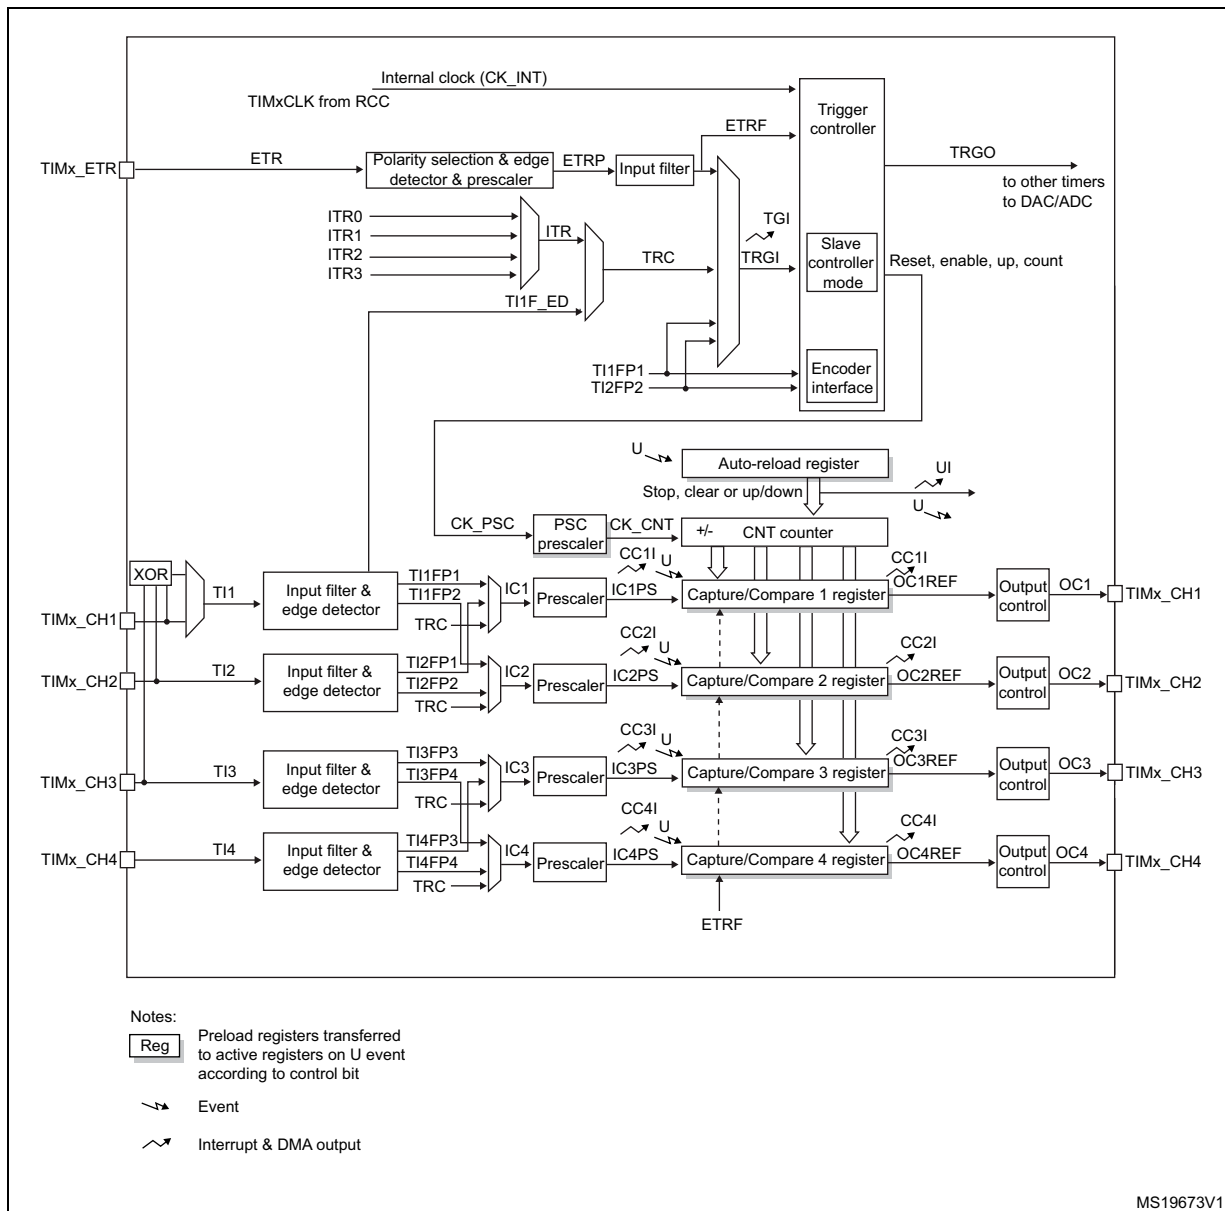 Internal clock (CK_INT)
TIMxCLK from RCC
Trigger
controller
ETRF
TRGO
to other timers
to DAC/ADC
TIMx_ETR
ETR
Polarity selection & edge
detector & prescaler
ETRP
Input filter
ITR0
ITR1
ITR2
ITR3
ITR
TRC
TGI
TRGI
Slave
controller
mode
Reset, enable, up, count
TI1F_ED
TI1FP1
TI2FP2
Encoder
interface
U
Auto-reload register
UI
Stop, clear or up/down
U
CK_PSC
PSC
prescaler
CK_CNT
+/-
CNT counter
XOR
TI1
Input filter &
edge detector
TI1FP1
TI1FP2
TRC
IC1
Prescaler
IC1PS
CC1I
U
Capture/Compare 1 register
CC1I
OC1REF
Output
control
OC1
TIMx_CH1
TIMx_CH1
TIMx_CH2
TI2
Input filter &
edge detector
TI2FP1
TI2FP2
TRC
IC2
Prescaler
IC2PS
CC2I
U
Capture/Compare 2 register
CC2I
OC2REF
Output
control
OC2
TIMx_CH2
TIMx_CH3
TI3
Input filter &
edge detector
TI3FP3
TI3FP4
TRC
IC3
Prescaler
IC3PS
CC3I
U
Capture/Compare 3 register
CC3I
OC3REF
Output
control
OC3
TIMx_CH3
TIMx_CH4
TI4
Input filter &
edge detector
TI4FP3
TI4FP4
TRC
IC4
Prescaler
IC4PS
CC4I
U
Capture/Compare 4 register
CC4I
OC4REF
Output
control
OC4
TIMx_CH4
ETRF
Notes:
Reg
Preload registers transferred
to active registers on U event
according to control bit
Event
Interrupt & DMA output
MS19673V1